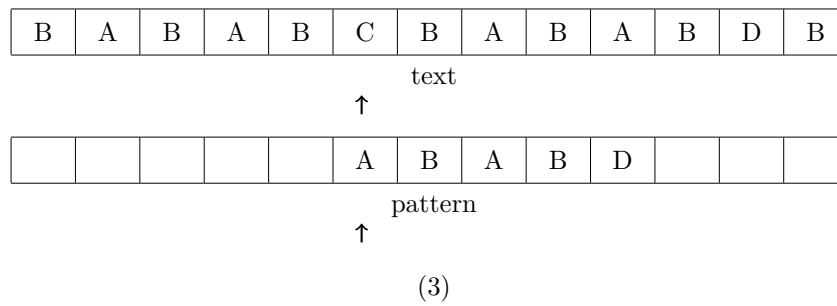 B A B A B C B A B A B D B
text
↑
A B A B D
pattern
↑
(3)